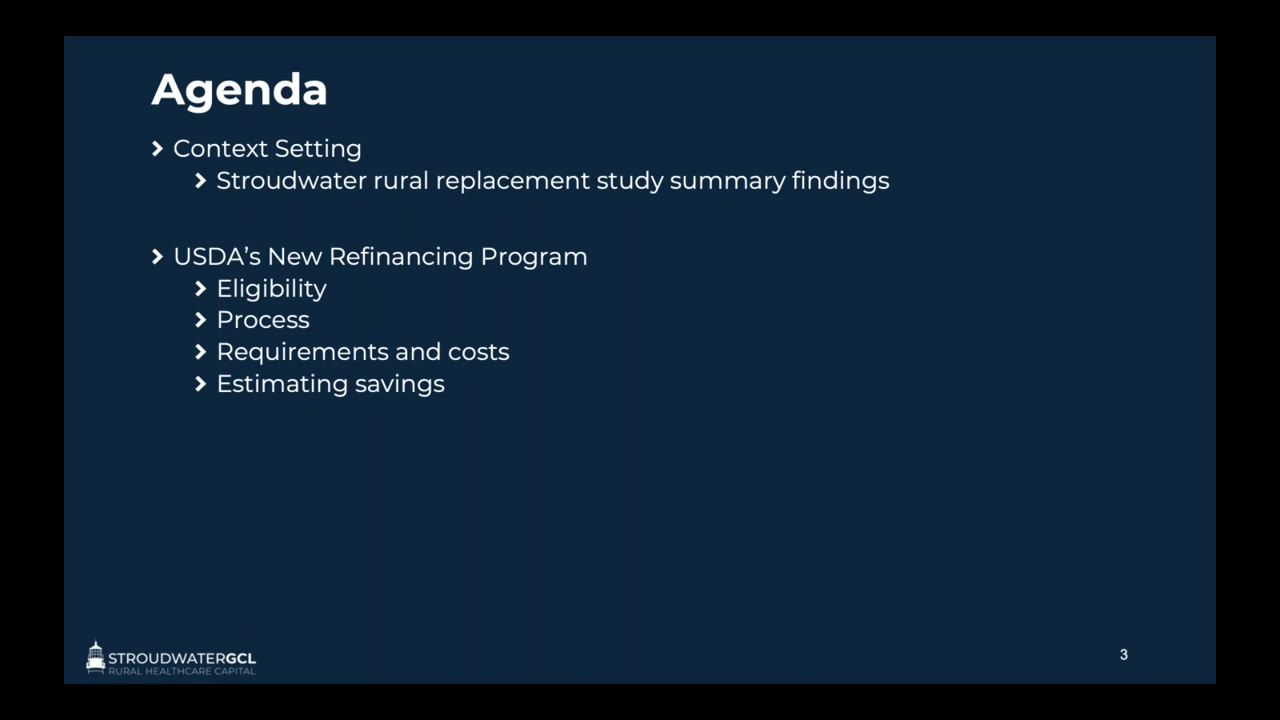 Agenda
Context Setting
Stroudwater rural replacement study summary findings
USDA’s New Refinancing Program
Eligibility
Process
Requirements and costs
Estimating savings
STROUDWATERGCL
RURAL HEALTHCARE CAPITAL
3